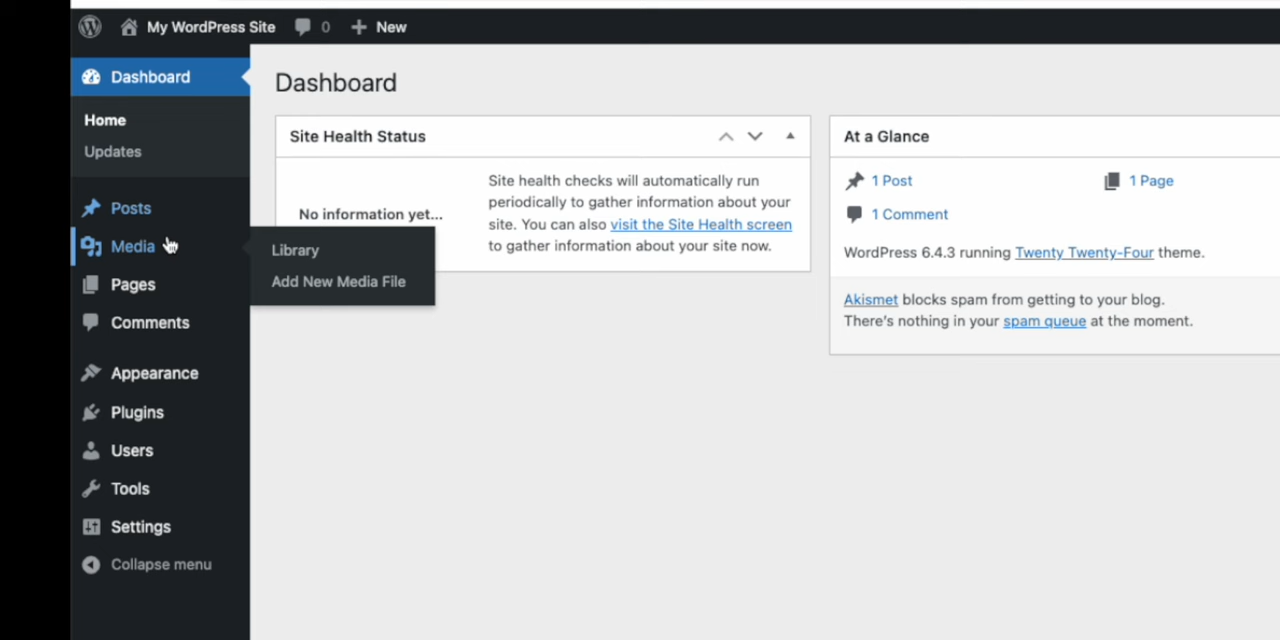 My WordPress Site 0 New
Dashboard
Home
Updates
Posts
Media
Pages
Comments
Appearance
Plugins
Users
Tools
Settings
Collapse menu
Library
Add New Media File
Dashboard
Site Health Status
No information yet...
Site health checks will automatically run
periodically to gather information about your
site. You can also visit the Site Health screen
to gather information about your site now.
At a Glance
1 Post
1 Page
1 Comment
WordPress 6.4.3 running Twenty Twenty-Four theme.
Akismet blocks spam from getting to your blog.
There's nothing in your spam queue at the moment.